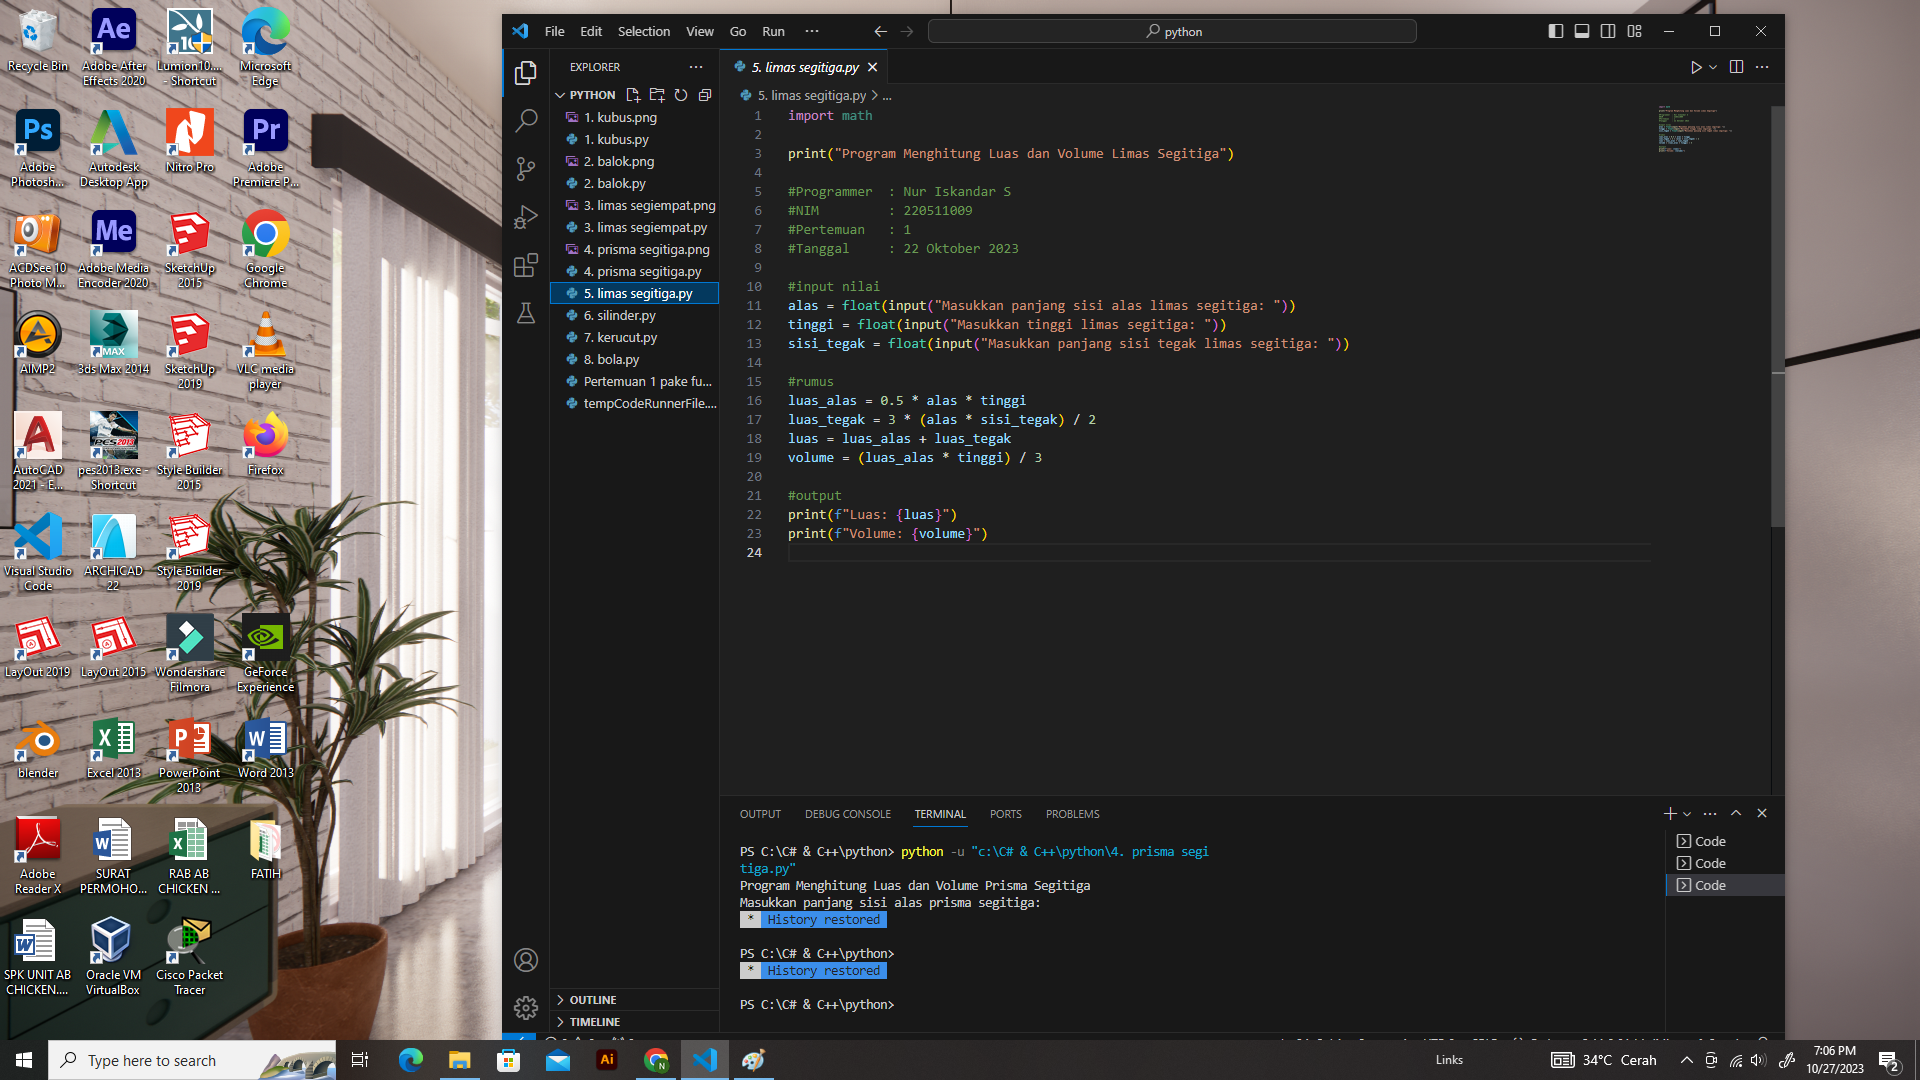 Recycle Bin
Adobe After Effects 2020
Lumion10.... - Shortcut
Microsoft Edge
Adobe Photosh...
Autodesk Desktop App
Nitro Pro
Adobe Premiere P...
ACDSee 10 Photo M...
Adobe Media Encoder 2020
SketchUp 2015
Google Chrome
AIMP2
3ds Max 2014
SketchUp 2019
VLC media player
AutoCAD 2021 - E...
pes2013.exe - Shortcut
Style Builder 2015
Firefox
Visual Studio Code
ARCHICAD 22
Style Builder 2019
LayOut 2019
LayOut 2015
Wondershare Filmora
GeForce Experience
blender
Excel 2013
PowerPoint 2013
Word 2013
Adobe Reader X
SURAT PERMOHO...
RAB AB CHICKEN ...
FATIH
SPK UNIT AB CHICKEN....
Oracle VM VirtualBox
Cisco Packet Tracer
File Edit Selection View Go Run ···
python
EXPLORER
PYTHON
1. kubus.png
1. kubus.py
2. balok.png
2. balok.py
3. limas segiempat.png
3. limas segiempat.py
4. prisma segitiga.png
4. prisma segitiga.py
5. limas segitiga.py
6. silinder.py
7. kerucut.py
8. bola.py
Pertemuan 1 pake fu...
tempCodeRunnerFile....
OUTLINE
TIMELINE
5. limas segitiga.py
5. limas segitiga.py > ...
1 import math
2
3 print("Program Menghitung Luas dan Volume Limas Segitiga")
4
5 #Programmer  : Nur Iskandar S
6 #NIM         : 220511009
7 #Pertemuan   : 1
8 #Tanggal     : 22 Oktober 2023
9
10 #input nilai
11 alas = float(input("Masukkan panjang sisi alas limas segitiga: "))
12 tinggi = float(input("Masukkan tinggi limas segitiga: "))
13 sisi_tegak = float(input("Masukkan panjang sisi tegak limas segitiga: "))
14
15 #rumus
16 luas_alas = 0.5 * alas * tinggi
17 luas_tegak = 3 * (alas * sisi_tegak) / 2
18 luas = luas_alas + luas_tegak
19 volume = (luas_alas * tinggi) / 3
20
21 #output
22 print(f"Luas: {luas}")
23 print(f"Volume: {volume}")
24
OUTPUT DEBUG CONSOLE TERMINAL PORTS PROBLEMS
PS C:\C# & C++\python> python -u "c:\C# & C++\python\4. prisma segi
tiga.py"
Program Menghitung Luas dan Volume Prisma Segitiga
Masukkan panjang sisi alas prisma segitiga:
* History restored
PS C:\C# & C++\python>
* History restored
PS C:\C# & C++\python>
Code
Code
Code
Type here to search
Links
34°C Cerah
7:06 PM
10/27/2023
2